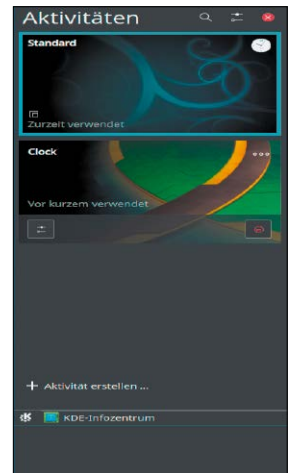 Aktivitäten
Standard
Zurzeit verwendet
Clock
Vor kurzem verwendet
Aktivität erstellen ...
KDE-Infozentrum